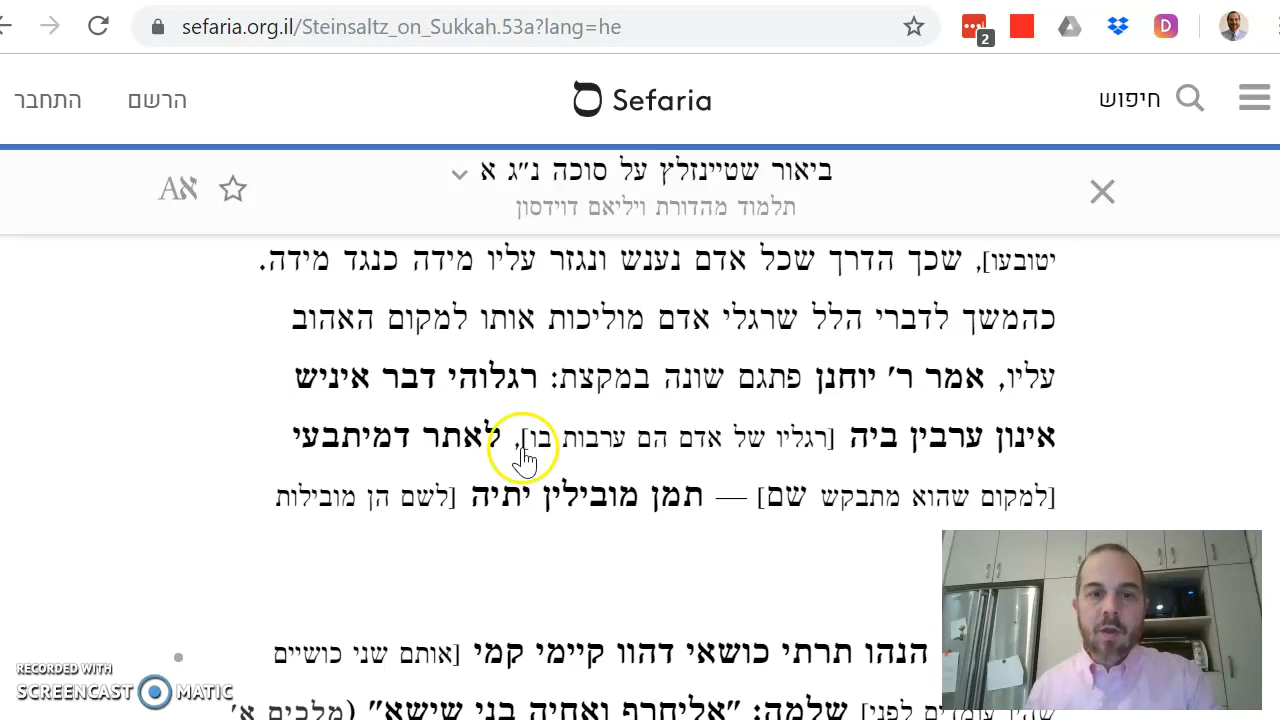 sefaria.org.il/Steinsaltz_on_Sukkah.53a?lang=he
2
D
התחבר
הרשם
Sefaria
חיפוש
ביאור שטיינזלץ על סוכה נ״ג א
תלמוד מהדורת ויליאם דוידסון
יטובעו], שכך הדרך שכל אדם נענש ונגזר עליו מידה כנגד מידה.
כהמשך לדברי הלל שרגלי אדם מוליכות אותו למקום האהוב
עליו, אמר ר׳ יוחנן פתגם שונה במקצת: רגלוהי דבר איניש
אינון ערבין ביה [רגליו של אדם הם ערבות בו], לאתר דמיתבעי
[למקום שהוא מתבקש שם] — תמן מובילין יתיה [לשם הן מובילות
הנהו תרתי כושאי דהוו קיימי קמי [אותם שני כושיים
שהיו עומדים לפני] שלמה: "אליחרף ואחיה בני שישא" (מלכים א׳
RECORDED WITH
SCREENCAST MATIC